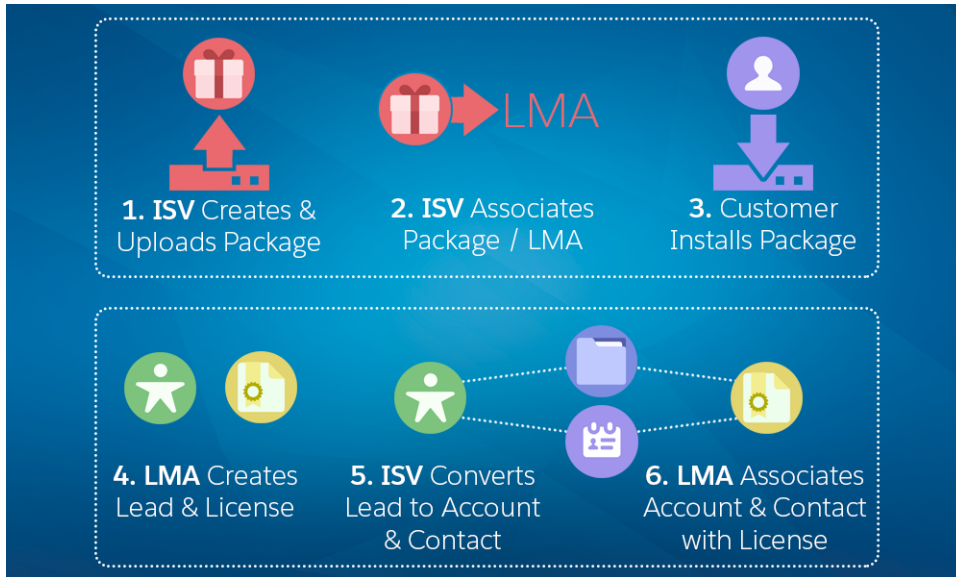 LMA
1. ISV Creates &
Uploads Package
2. ISV Associates
Package / LMA
3. Customer
Installs Package
4. LMA Creates
Lead & License
5. ISV Converts
Lead to Account
& Contact
6. LMA Associates
Account & Contact
with License